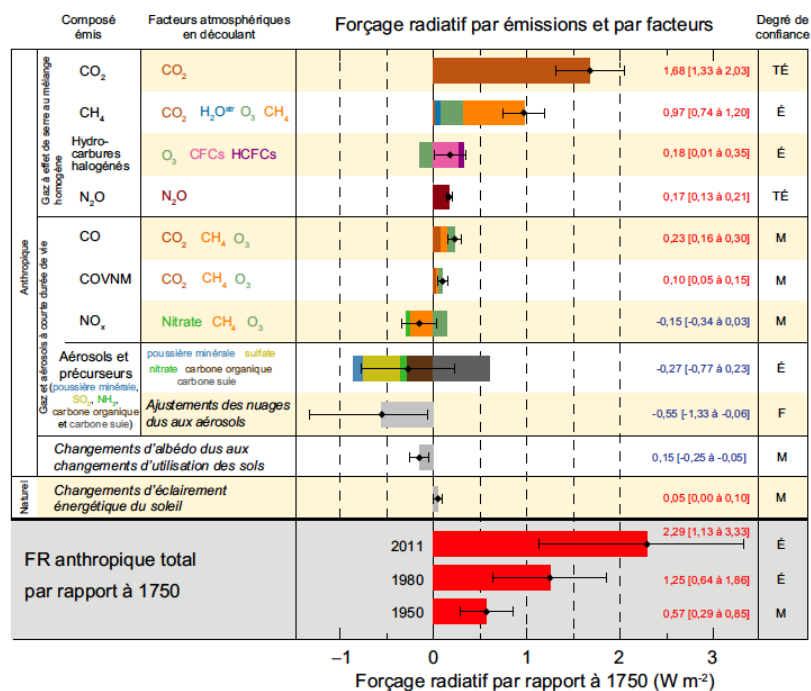 Composé
émis
Facteurs atmosphériques
en découlant
Forçage radiatif par émissions et par facteurs
Degré de
confiance
Anthropique
Gaz à effet de serre au mélange
homogène
CO₂
CO₂
1,68 [1,33 à 2,03]
TÉ
CH₄
CO₂ H₂Oˢᵗʳ O₃ CH₄
0,97 [0,74 à 1,20]
É
Hydro-
carbures
halogénés
O₃ CFCs HCFCs
0,18 [0,01 à 0,35]
É
N₂O
N₂O
0,17 [0,13 à 0,21]
TÉ
Gaz et aérosols à courte durée de vie
CO
CO₂ CH₄ O₃
0,23 [0,16 à 0,30]
M
COVNM
CO₂ CH₄ O₃
0,10 [0,05 à 0,15]
M
NOₓ
Nitrate CH₄ O₃
-0,15 [-0,34 à 0,03]
M
Aérosols et
précurseurs
(poussière minérale,
SO₂, NH₃,
carbone organique
et carbone suie)
poussière minérale sulfate
nitrate carbone organique
carbone suie
-0,27 [-0,77 à 0,23]
É
Ajustements des nuages
dus aux aérosols
-0,55 [-1,33 à -0,06]
F
Changements d'albédo dus aux
changements d'utilisation des sols
0,15 [-0,25 à -0,05]
M
Naturel
Changements d'éclairement
énergétique du soleil
0,05 [0,00 à 0,10]
M
FR anthropique total
par rapport à 1750
2011
2,29 [1,13 à 3,33]
É
1980
1,25 [0,64 à 1,86]
É
1950
0,57 [0,29 à 0,85]
M
−1 0 1 2 3
Forçage radiatif par rapport à 1750 (W m⁻²)